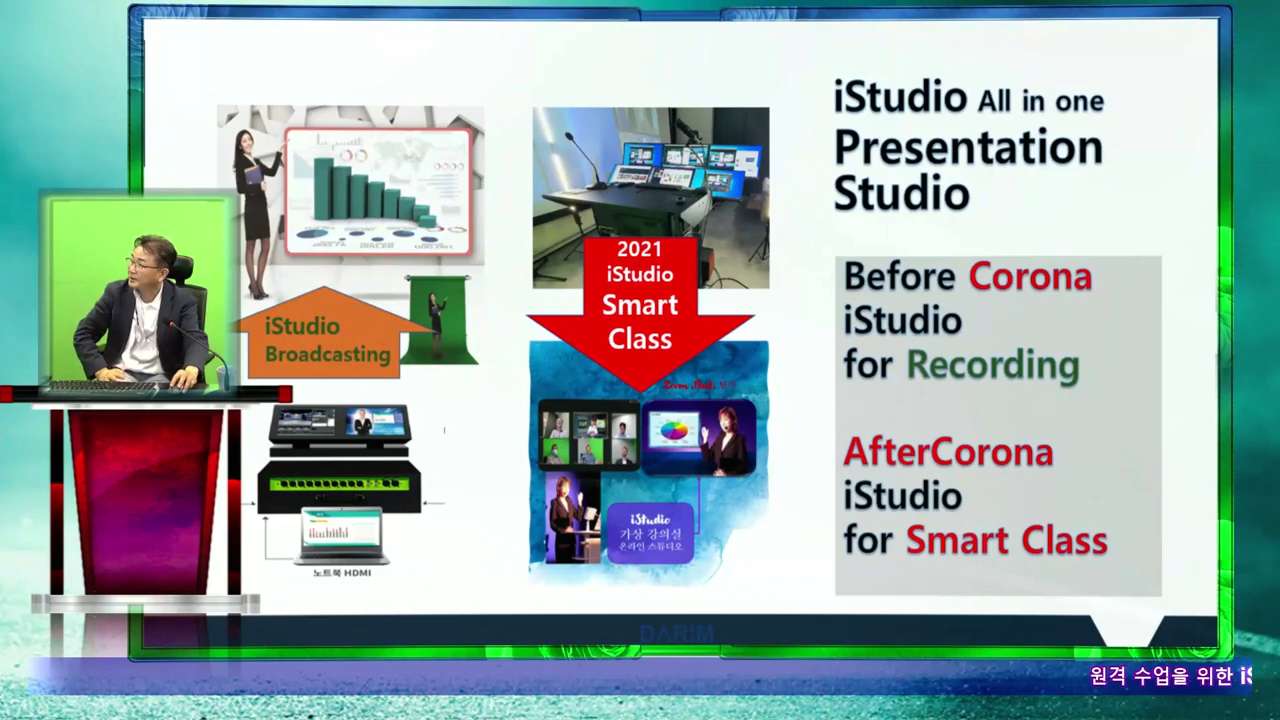 iStudio All in one
Presentation
Studio
Before Corona
iStudio
for Recording
AfterCorona
iStudio
for Smart Class
iStudio
Broadcasting
2021
iStudio
Smart
Class
iStudio
가상 강의실
온라인 스튜디오
노트북 HDMI
DARIM
원격 수업을 위한 iS